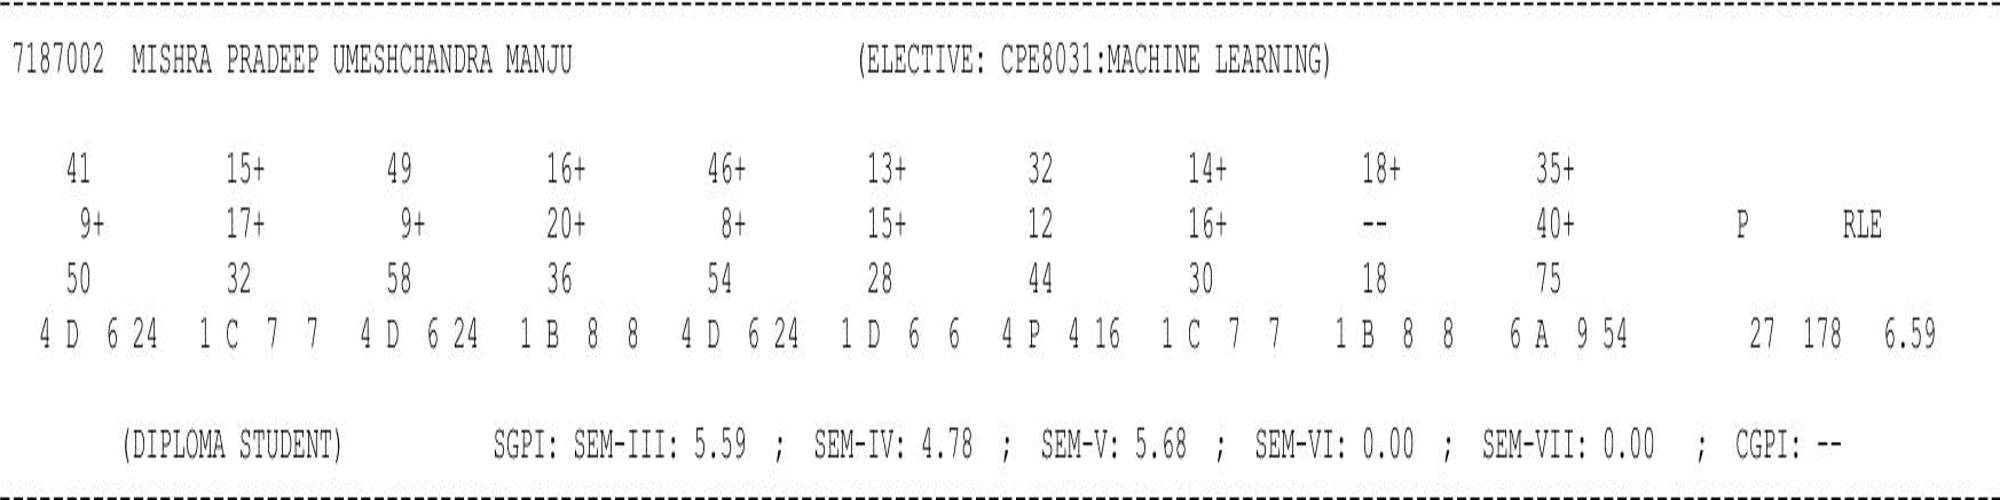 7187002 MISHRA PRADEEP UMESHCHANDRA MANJU (ELECTIVE: CPE8031:MACHINE LEARNING)
41 15+ 49 16+ 46+ 13+ 32 14+ 18+ 35+
9+ 17+ 9+ 20+ 8+ 15+ 12 16+ -- 40+ P RLE
50 32 58 36 54 28 44 30 18 75
4 D 6 24 1 C 7 7 4 D 6 24 1 B 8 8 4 D 6 24 1 D 6 6 4 P 4 16 1 C 7 7 1 B 8 8 6 A 9 54 27 178 6.59
(DIPLOMA STUDENT) SGPI: SEM-III: 5.59 ; SEM-IV: 4.78 ; SEM-V: 5.68 ; SEM-VI: 0.00 ; SEM-VII: 0.00 ; CGPI: --